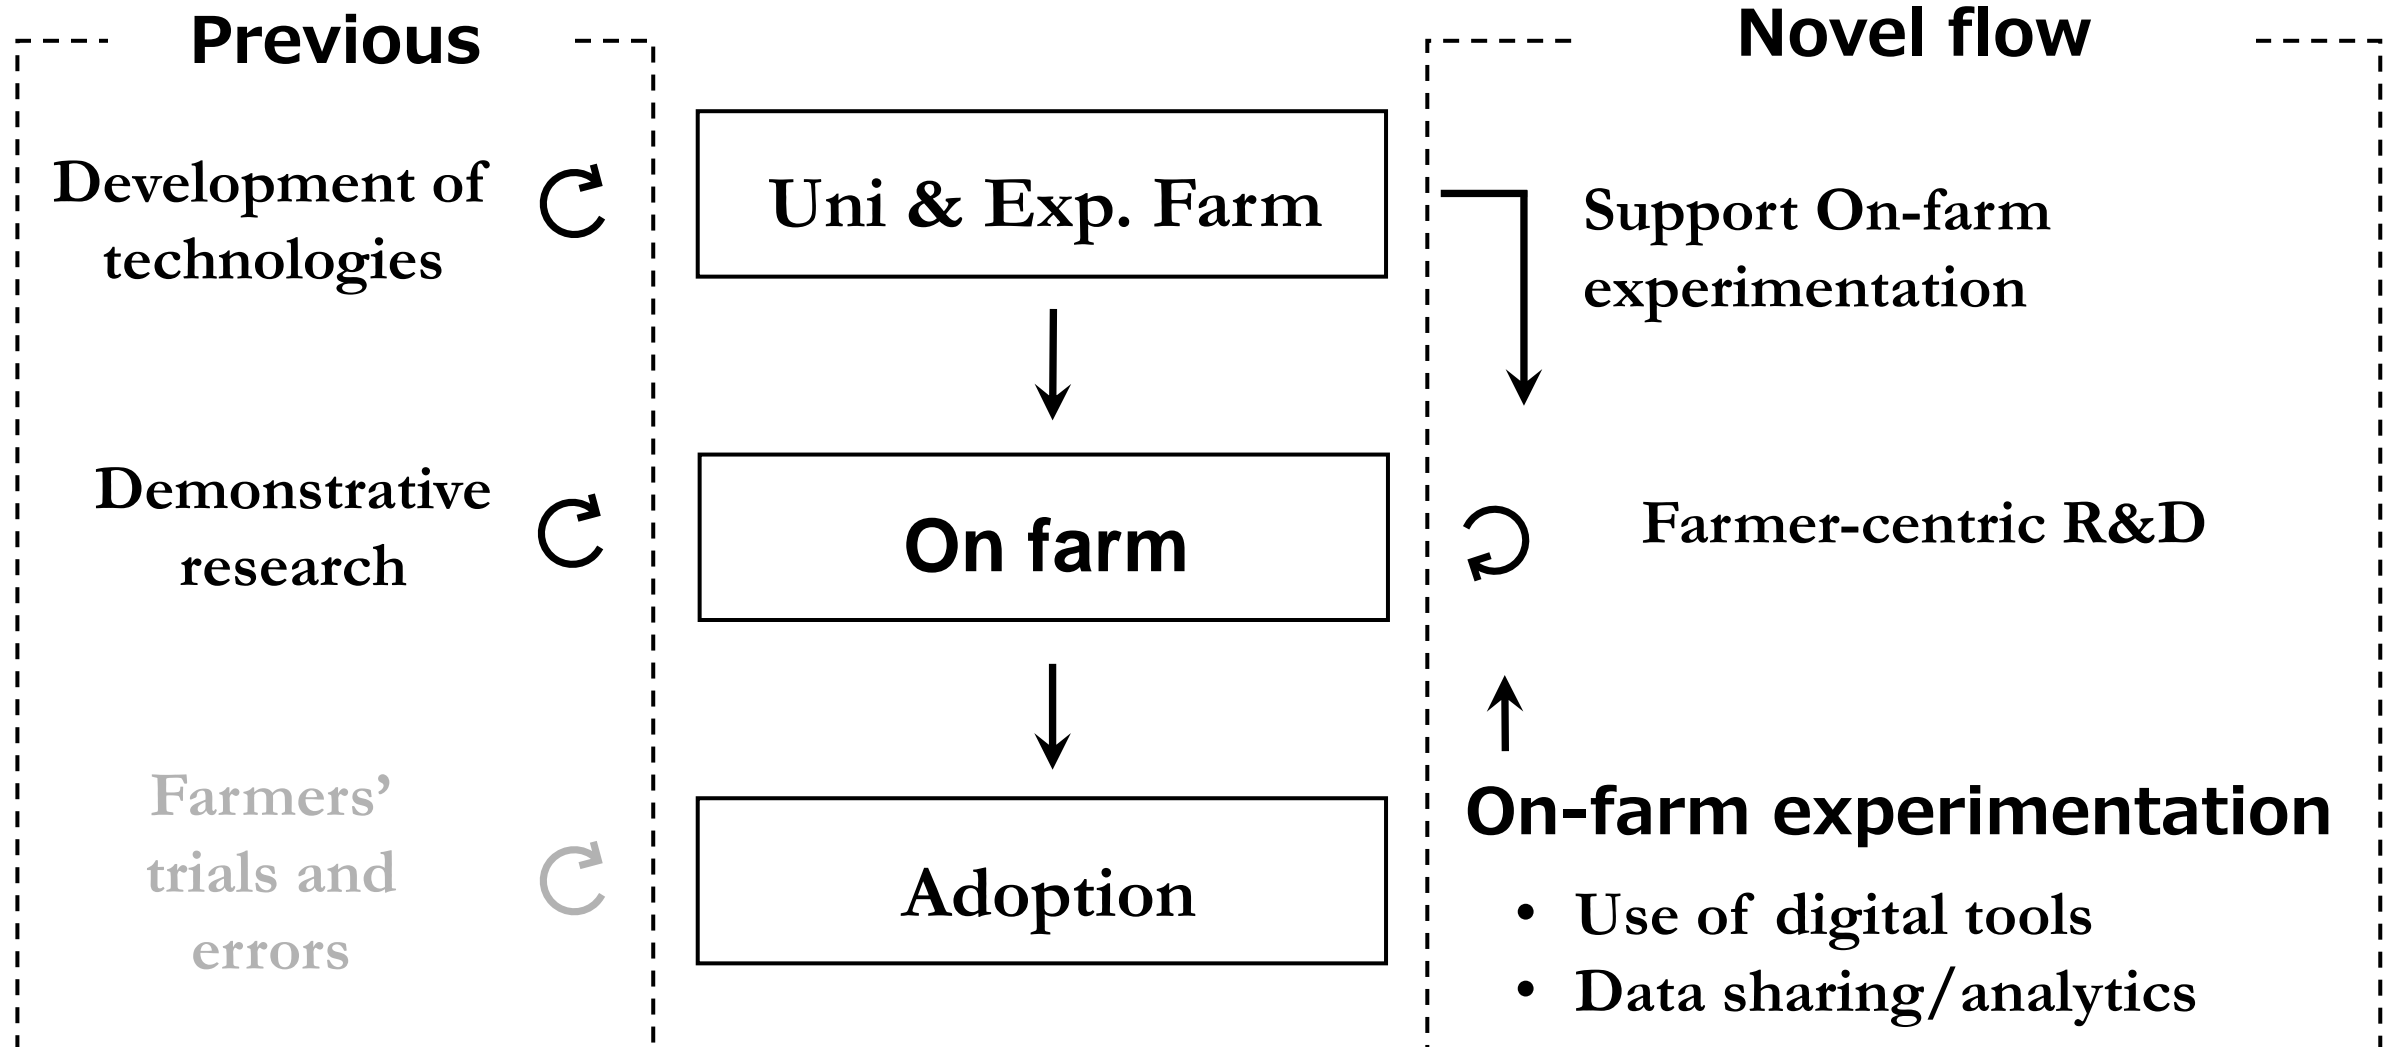 Previous
Development of
technologies
Demonstrative
research
Farmers’
trials and
errors
Uni & Exp. Farm
On farm
Adoption
Novel flow
Support On-farm
experimentation
Farmer-centric R&D
On-farm experimentation
• Use of digital tools
• Data sharing/analytics